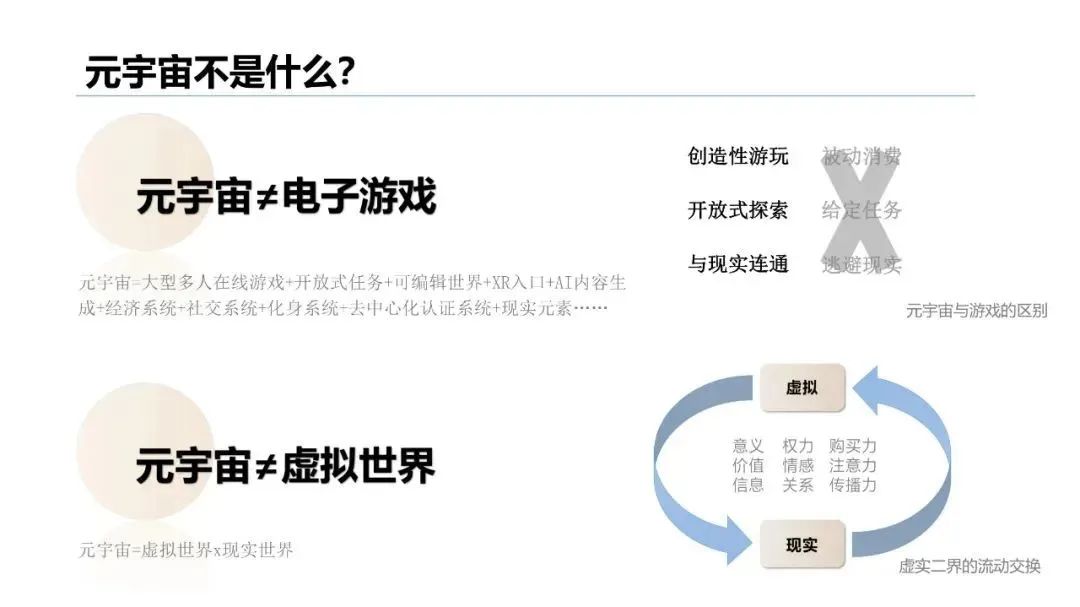 元宇宙不是什么？
元宇宙≠电子游戏
元宇宙=大型多人在线游戏+开放式任务+可编辑世界+XR入口+AI内容生
成+经济系统+社交系统+化身系统+去中心化认证系统+现实元素……
创造性游玩 被动消费
开放式探索 给定任务
与现实连通 逃避现实
X
元宇宙与游戏的区别
元宇宙≠虚拟世界
元宇宙=虚拟世界x现实世界
虚拟
意义 权力 购买力
价值 情感 注意力
信息 关系 传播力
现实
虚实二界的流动交换